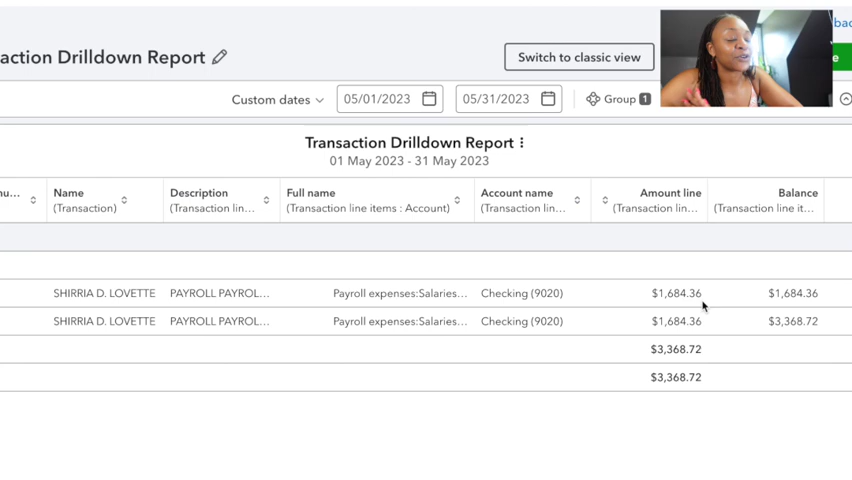 back
action Drilldown Report
Switch to classic view
e
Custom dates
05/01/2023
05/31/2023
Group 1
Transaction Drilldown Report
01 May 2023 - 31 May 2023
nu... Name Description Full name Account name Amount line Balance
(Transaction) (Transaction lin... (Transaction line items : Account) (Transaction lin... (Transaction lin... (Transaction line it...
SHIRRIA D. LOVETTE PAYROLL PAYROL... Payroll expenses:Salaries... Checking (9020) $1,684.36 $1,684.36
SHIRRIA D. LOVETTE PAYROLL PAYROL... Payroll expenses:Salaries... Checking (9020) $1,684.36 $3,368.72
$3,368.72
$3,368.72